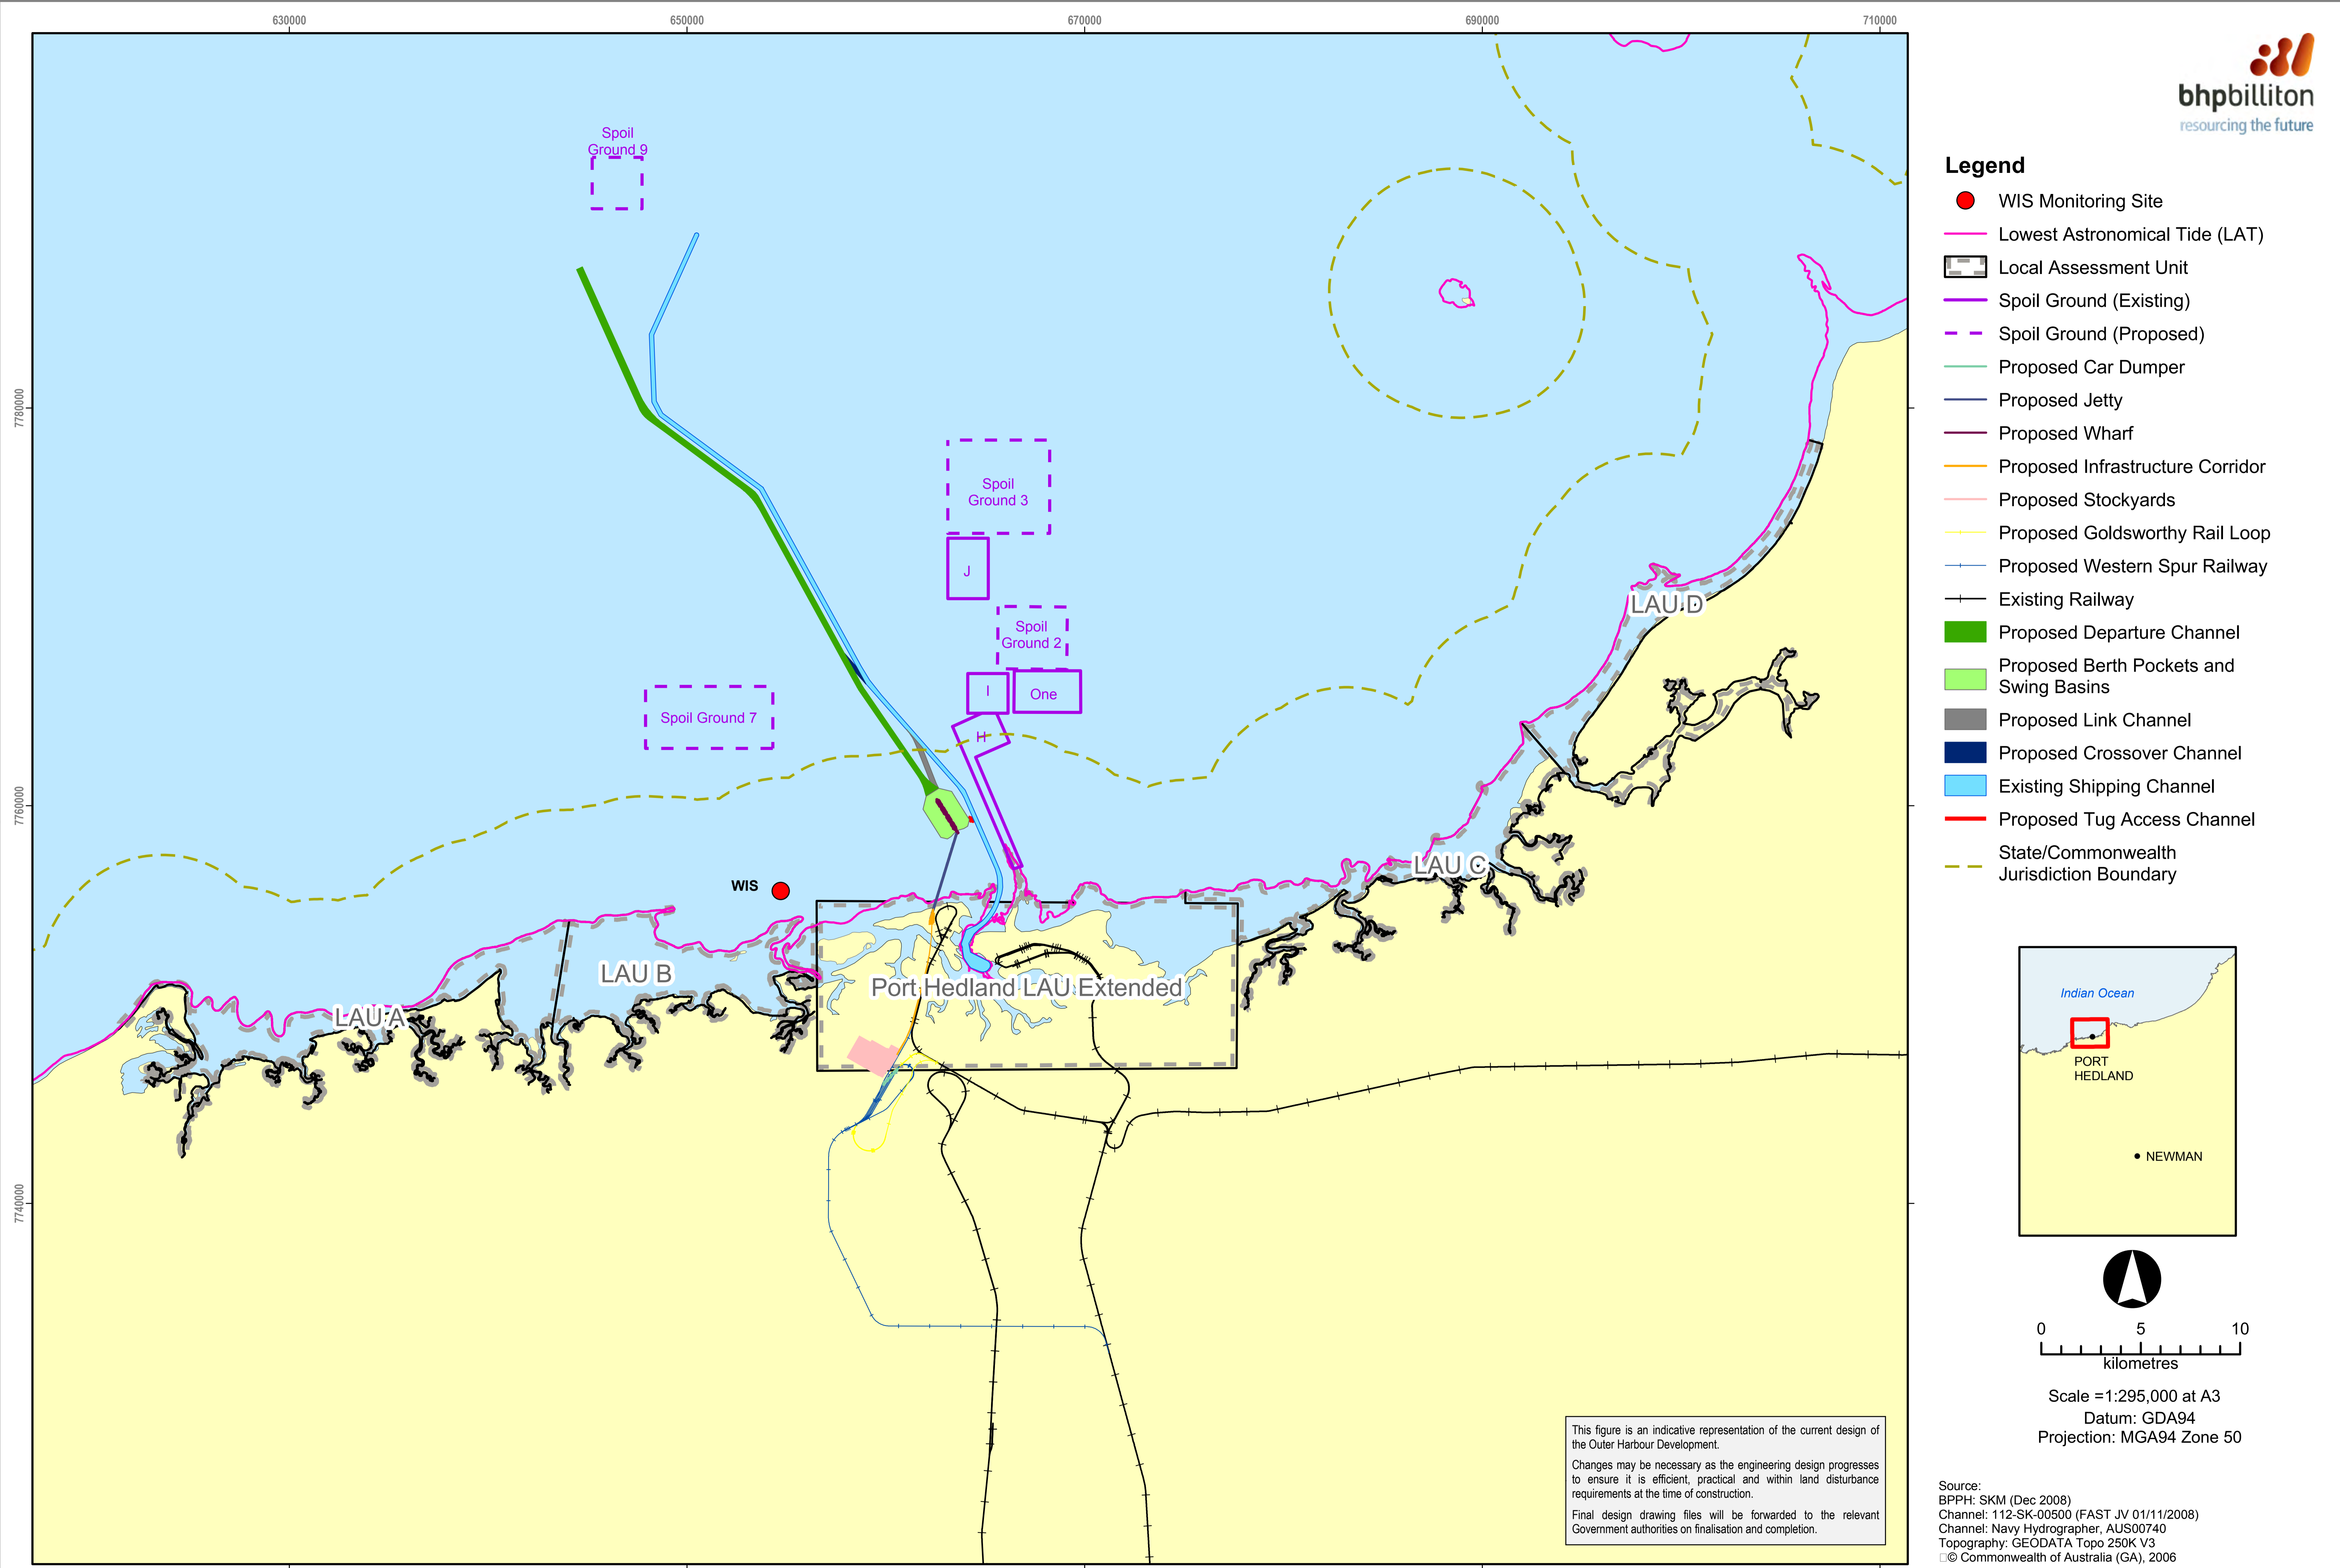 630000
650000
670000
690000
710000
7780000
7760000
7740000
Spoil
Ground 9
Spoil
Ground 3
J
Spoil
Ground 2
I
One
H
Spoil Ground 7
WIS
LAU A
LAU B
Port Hedland LAU Extended
LAU C
LAU D
This figure is an indicative representation of the current design of
the Outer Harbour Development.
Changes may be necessary as the engineering design progresses
to ensure it is efficient, practical and within land disturbance
requirements at the time of construction.
Final design drawing files will be forwarded to the relevant
Government authorities on finalisation and completion.
bhpbilliton
resourcing the future
Legend
WIS Monitoring Site
Lowest Astronomical Tide (LAT)
Local Assessment Unit
Spoil Ground (Existing)
Spoil Ground (Proposed)
Proposed Car Dumper
Proposed Jetty
Proposed Wharf
Proposed Infrastructure Corridor
Proposed Stockyards
Proposed Goldsworthy Rail Loop
Proposed Western Spur Railway
Existing Railway
Proposed Departure Channel
Proposed Berth Pockets and
Swing Basins
Proposed Link Channel
Proposed Crossover Channel
Existing Shipping Channel
Proposed Tug Access Channel
State/Commonwealth
Jurisdiction Boundary
Indian Ocean
PORT
HEDLAND
NEWMAN
0 5 10
kilometres
Scale =1:295,000 at A3
Datum: GDA94
Projection: MGA94 Zone 50
Source:
BPPH: SKM (Dec 2008)
Channel: 112-SK-00500 (FAST JV 01/11/2008)
Channel: Navy Hydrographer, AUS00740
Topography: GEODATA Topo 250K V3
□© Commonwealth of Australia (GA), 2006